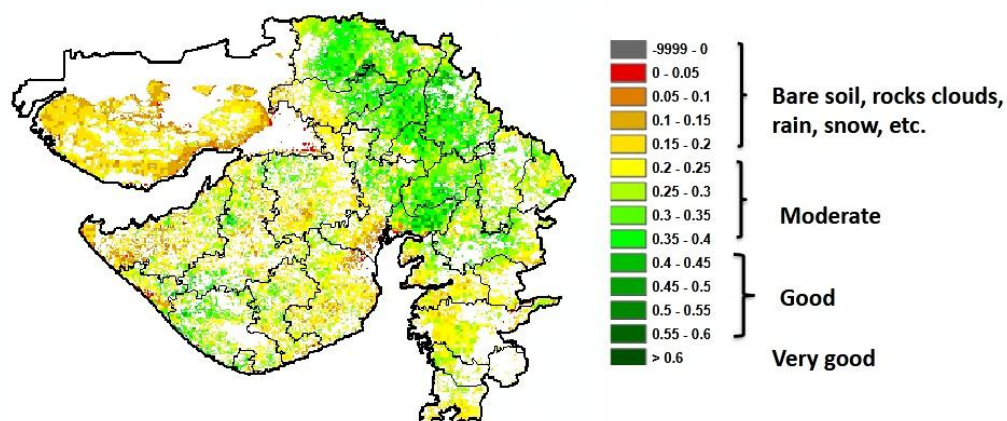 -9999 - 0
0 - 0.05
0.05 - 0.1
0.1 - 0.15
0.15 - 0.2
0.2 - 0.25
0.25 - 0.3
0.3 - 0.35
0.35 - 0.4
0.4 - 0.45
0.45 - 0.5
0.5 - 0.55
0.55 - 0.6
> 0.6
Bare soil, rocks clouds,
rain, snow, etc.
Moderate
Good
Very good